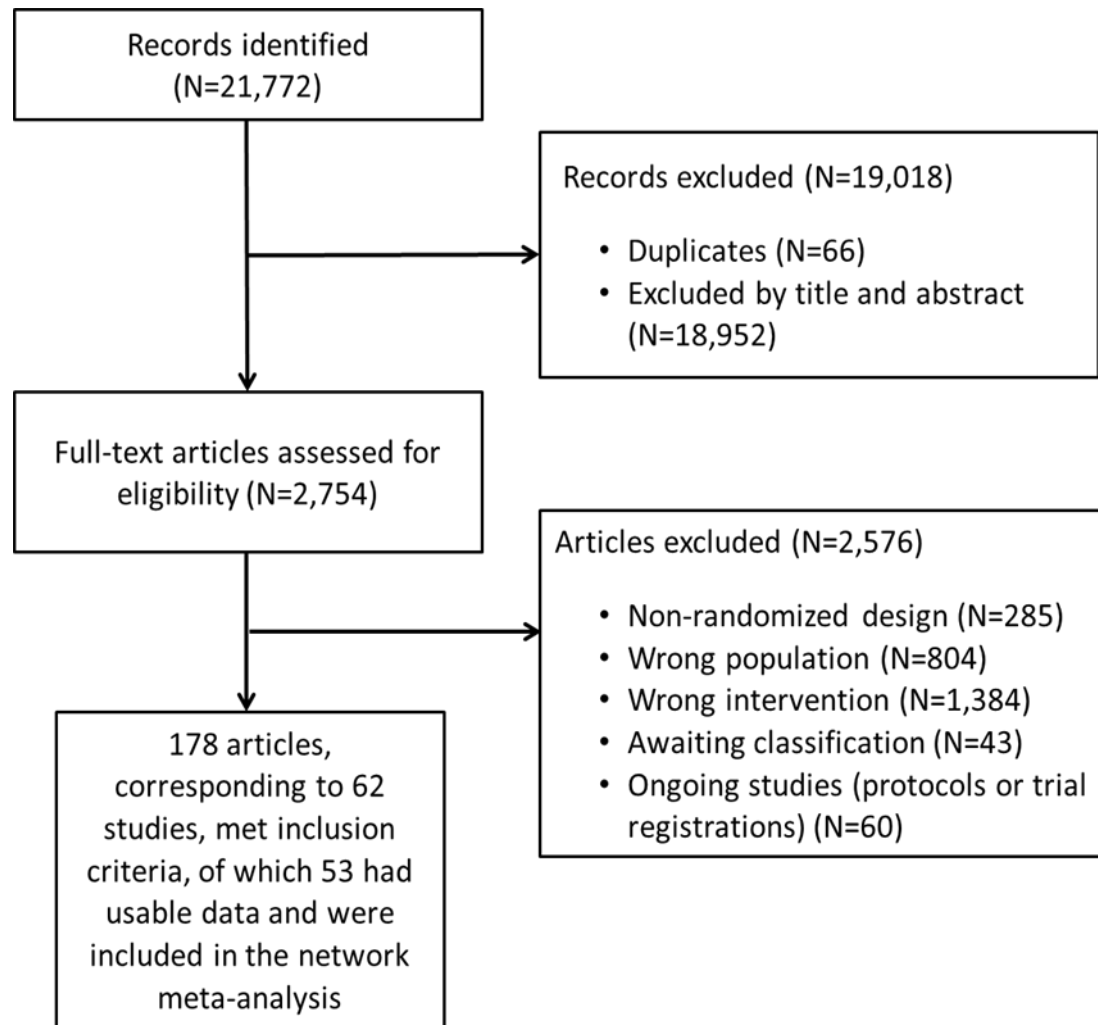 Records identified
(N=21,772)
Records excluded (N=19,018)
• Duplicates (N=66)
• Excluded by title and abstract
(N=18,952)
Full-text articles assessed for
eligibility (N=2,754)
Articles excluded (N=2,576)
• Non-randomized design (N=285)
• Wrong population (N=804)
• Wrong intervention (N=1,384)
• Awaiting classification (N=43)
• Ongoing studies (protocols or trial
registrations) (N=60)
178 articles,
corresponding to 62
studies, met inclusion
criteria, of which 53 had
usable data and were
included in the network
meta-analysis